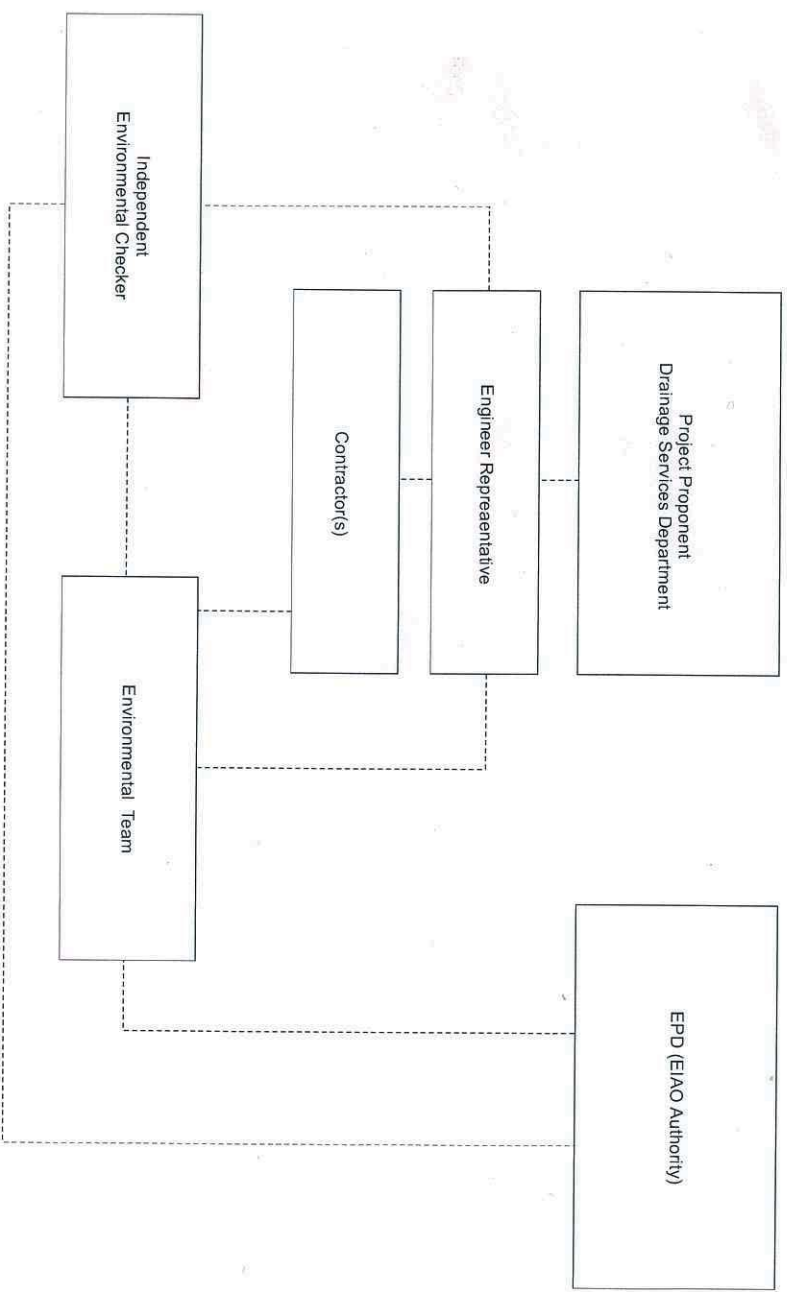 Project Proponent
Drainage Services Department
EPD (EIAO Authority)
Engineer Repreaentative
Contractor(s)
Independent
Environmental Checker
Environmental Team